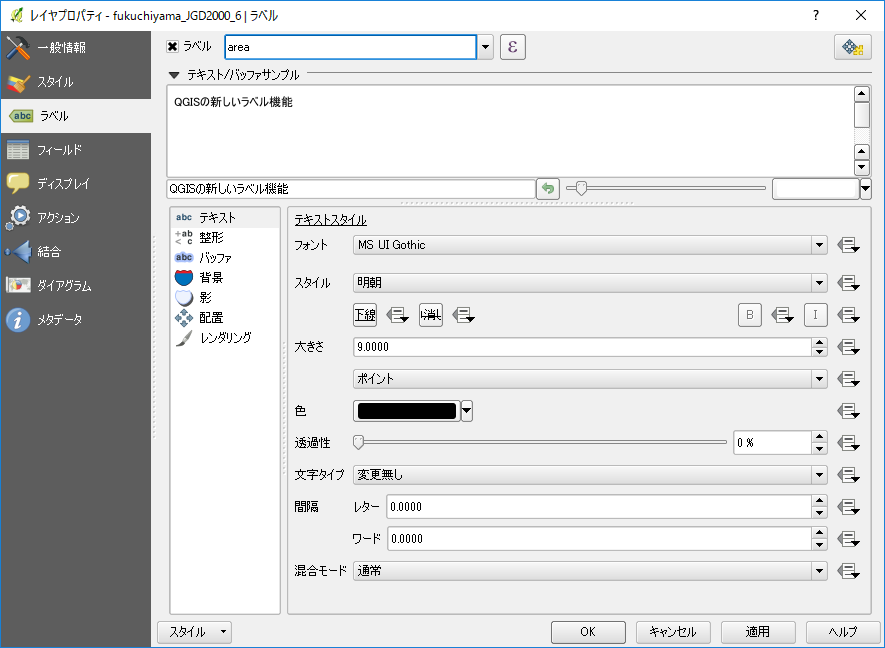 レイヤプロパティ - fukuchiyama_JGD2000_6 | ラベル
一般情報
スタイル
abc ラベル
フィールド
ディスプレイ
アクション
結合
ダイアグラム
メタデータ
ラベル area ε
テキスト/バッファサンプル
QGISの新しいラベル機能
QGISの新しいラベル機能
abc テキスト
+ab < c 整形
abc バッファ
背景
影
配置
レンダリング
テキストスタイル
フォント MS UI Gothic
スタイル 明朝
下線 取消し B I
大きさ 9.0000
ポイント
色
透過性 0 %
文字タイプ 変更無し
間隔 レター 0.0000
ワード 0.0000
混合モード 通常
スタイル OK キャンセル 適用 ヘルプ